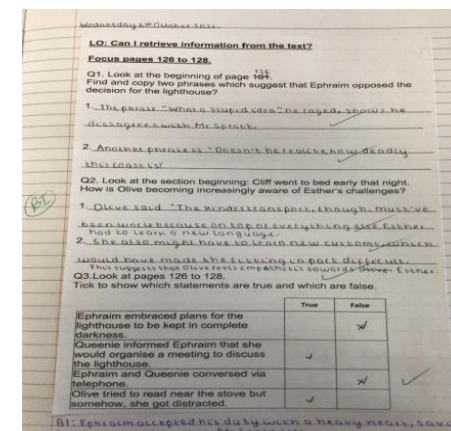 Wednesday 6th October 2021
LO: Can I retrieve information from the text?
Focus pages 126 to 128.
126
Q1. Look at the beginning of page 101.
Find and copy two phrases which suggest that Ephraim opposed the
decision for the lighthouse?
1. The phrase "what a stupid idea" he raged, shows he
dissagrees with Mr Spratt.
2. Another phrase is "Doesn't he realise how deadly
this coast is?
Q2. Look at the section beginning: Cliff went to bed early that night.
How is Olive becoming increasingly aware of Esther's challenges?
BI
1. Olive said "The Kindertransport, though, must've
been worse because on top of everything else Esther
had to learn a new language.
2. She also might have to learn new customs, which
would have made the fitting in part difficult.
This suggests that Olive feels empathetic towards Esther.
Q3.Look at pages 126 to 128.
Tick to show which statements are true and which are false.
True False
Ephraim embraced plans for the
lighthouse to be kept in complete
darkness.
Queenie informed Ephraim that she
would organise a meeting to discuss
the lighthouse.
Ephraim and Queenie conversed via
telephone.
Olive tried to read near the stove but
somehow, she got distracted.
BI: Ephraim accepted his duty with a heavy heart,